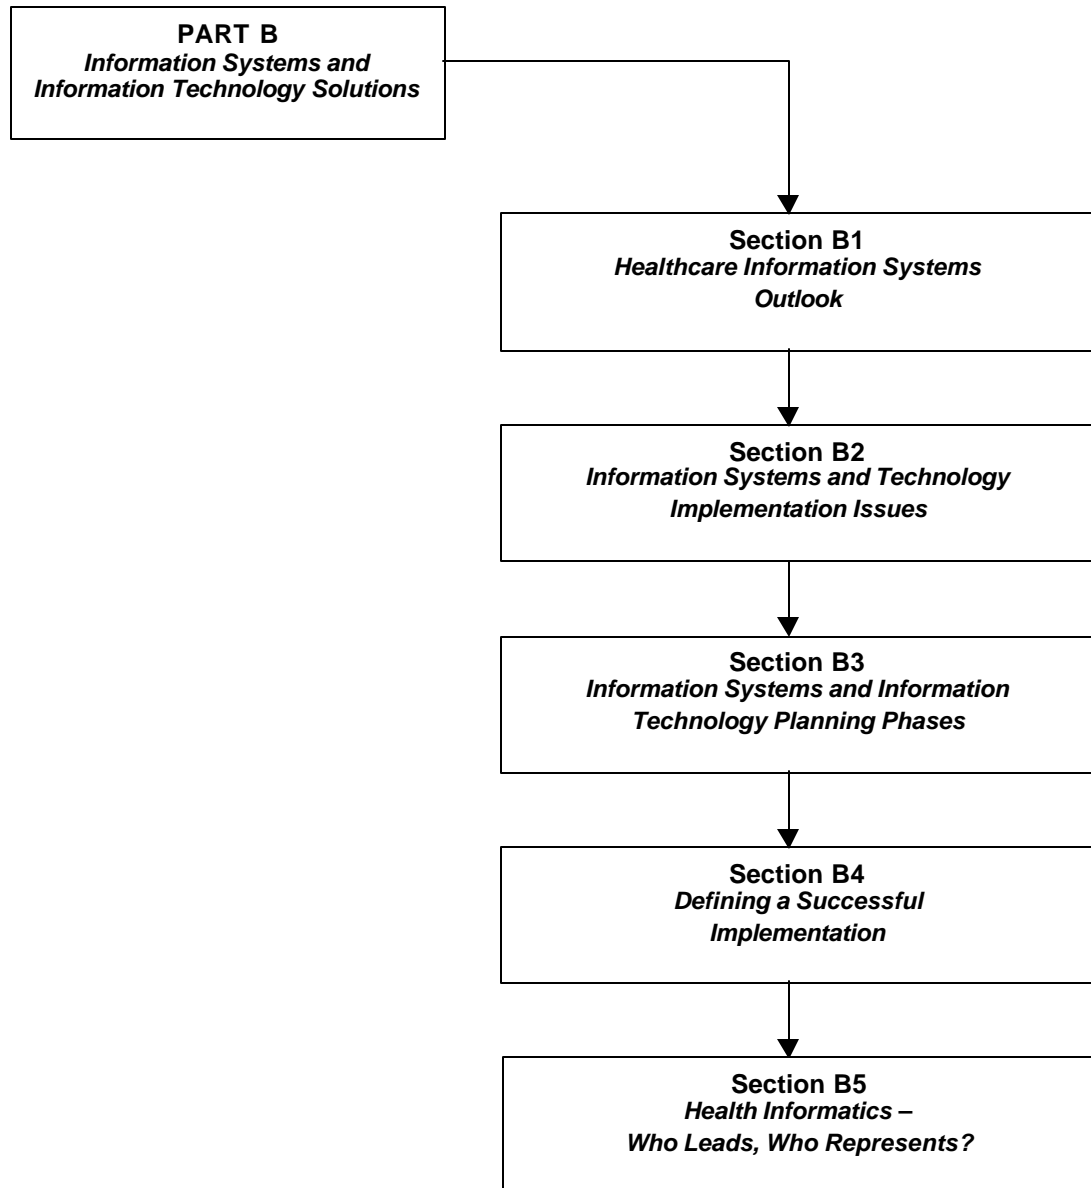 PART B
Information Systems and
Information Technology Solutions
Section B1
Healthcare Information Systems
Outlook
Section B2
Information Systems and Technology
Implementation Issues
Section B3
Information Systems and Information
Technology Planning Phases
Section B4
Defining a Successful
Implementation
Section B5
Health Informatics –
Who Leads, Who Represents?